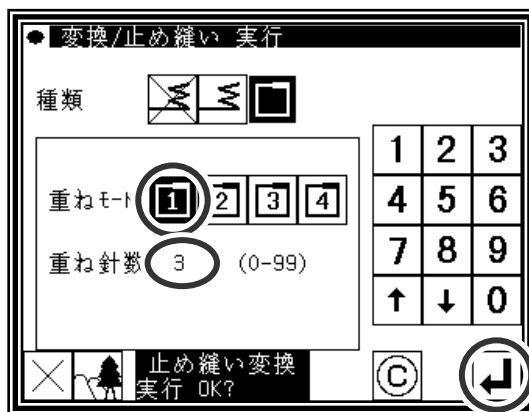 変換/止め縫い 実行
種類
重ねモード 1 2 3 4
重ね針数 3 (0-99)
1 2 3
4 5 6
7 8 9
↑ ↓ 0
止め縫い変換
実行 OK?
C